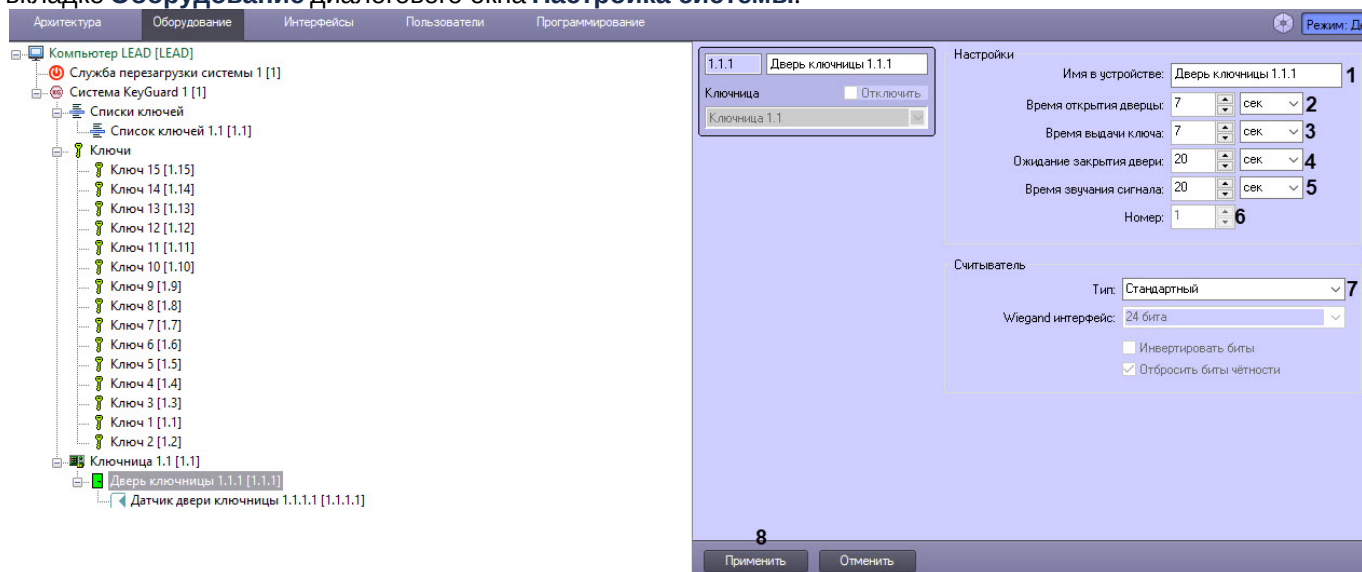 вкладке Оборудование диалогового окна Настройка системы.
Архитектура Оборудование Интерфейсы Пользователи Программирование Режим:
Компьютер LEAD [LEAD]
Служба перезагрузки системы 1 [1]
Система KeyGuard 1 [1]
Списки ключей
Список ключей 1.1 [1.1]
Ключи
Ключ 15 [1.15]
Ключ 14 [1.14]
Ключ 13 [1.13]
Ключ 12 [1.12]
Ключ 11 [1.11]
Ключ 10 [1.10]
Ключ 9 [1.9]
Ключ 8 [1.8]
Ключ 7 [1.7]
Ключ 6 [1.6]
Ключ 5 [1.5]
Ключ 4 [1.4]
Ключ 3 [1.3]
Ключ 1 [1.1]
Ключ 2 [1.2]
Ключница 1.1 [1.1]
Дверь ключницы 1.1.1 [1.1.1]
Датчик двери ключницы 1.1.1.1 [1.1.1.1]
1.1.1 Дверь ключницы 1.1.1
Ключница Отключить
Ключница 1.1
Настройки
Имя в устройстве: Дверь ключницы 1.1.1 1
Время открытия дверцы: 7 сек 2
Время выдачи ключа: 7 сек 3
Ожидание закрытия двери: 20 сек 4
Время звучания сигнала: 20 сек 5
Номер: 1 6
Считыватель
Тип: Стандартный 7
Wiegand интерфейс: 24 бита
Инвертировать биты
Отбросить биты чётности
8
Применить Отменить